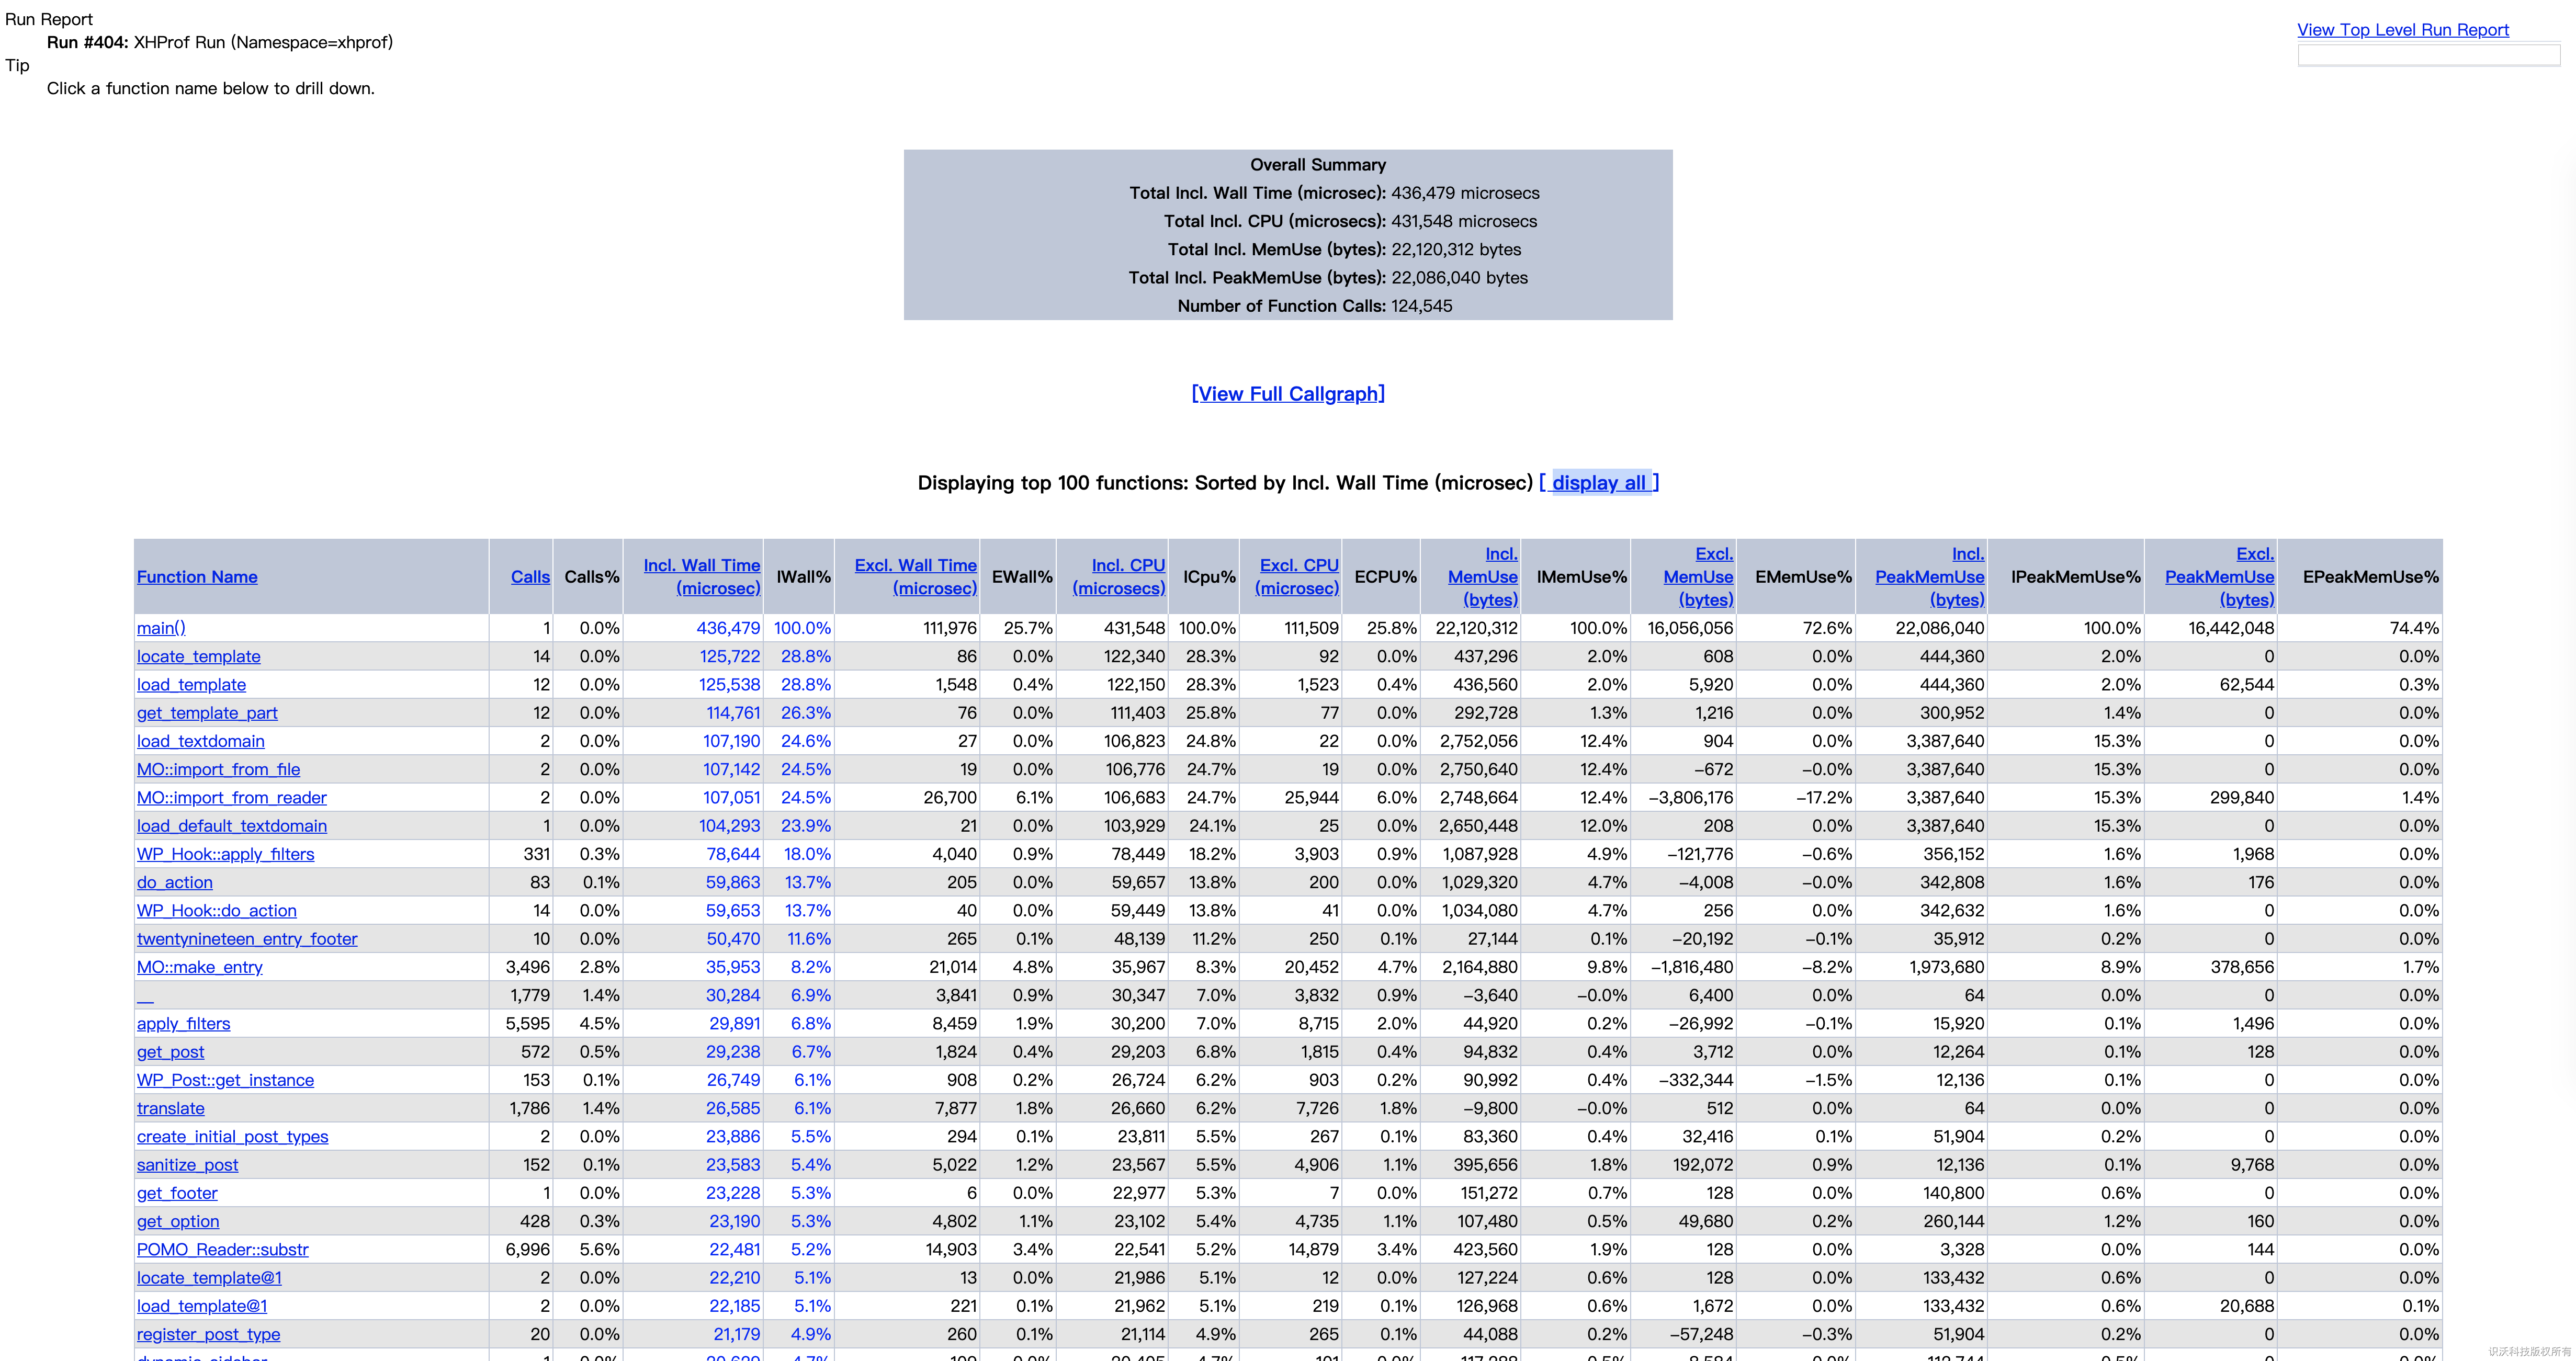 Run Report
Run #404: XHProf Run (Namespace=xhprof)
Tip
Click a function name below to drill down.
View Top Level Run Report
Overall Summary
Total Incl. Wall Time (microsec): 436,479 microsecs
Total Incl. CPU (microsecs): 431,548 microsecs
Total Incl. MemUse (bytes): 22,120,312 bytes
Total Incl. PeakMemUse (bytes): 22,086,040 bytes
Number of Function Calls: 124,545
[View Full Callgraph]
Displaying top 100 functions: Sorted by Incl. Wall Time (microsec) [ display all ]
Function Name Calls Calls% Incl. Wall Time (microsec) IWall% Excl. Wall Time (microsec) EWall% Incl. CPU (microsecs) ICpu% Excl. CPU (microsec) ECPU% Incl. MemUse (bytes) IMemUse% Excl. MemUse (bytes) EMemUse% Incl. PeakMemUse (bytes) IPeakMemUse% Excl. PeakMemUse (bytes) EPeakMemUse%
main() 1 0.0% 436,479 100.0% 111,976 25.7% 431,548 100.0% 111,509 25.8% 22,120,312 100.0% 16,056,056 72.6% 22,086,040 100.0% 16,442,048 74.4%
locate_template 14 0.0% 125,722 28.8% 86 0.0% 122,340 28.3% 92 0.0% 437,296 2.0% 608 0.0% 444,360 2.0% 0 0.0%
load_template 12 0.0% 125,538 28.8% 1,548 0.4% 122,150 28.3% 1,523 0.4% 436,560 2.0% 5,920 0.0% 444,360 2.0% 62,544 0.3%
get_template_part 12 0.0% 114,761 26.3% 76 0.0% 111,403 25.8% 77 0.0% 292,728 1.3% 1,216 0.0% 300,952 1.4% 0 0.0%
load_textdomain 2 0.0% 107,190 24.6% 27 0.0% 106,823 24.8% 22 0.0% 2,752,056 12.4% 904 0.0% 3,387,640 15.3% 0 0.0%
MO::import_from_file 2 0.0% 107,142 24.5% 19 0.0% 106,776 24.7% 19 0.0% 2,750,640 12.4% −672 −0.0% 3,387,640 15.3% 0 0.0%
MO::import_from_reader 2 0.0% 107,051 24.5% 26,700 6.1% 106,683 24.7% 25,944 6.0% 2,748,664 12.4% −3,806,176 −17.2% 3,387,640 15.3% 299,840 1.4%
load_default_textdomain 1 0.0% 104,293 23.9% 21 0.0% 103,929 24.1% 25 0.0% 2,650,448 12.0% 208 0.0% 3,387,640 15.3% 0 0.0%
WP_Hook::apply_filters 331 0.3% 78,644 18.0% 4,040 0.9% 78,449 18.2% 3,903 0.9% 1,087,928 4.9% −121,776 −0.6% 356,152 1.6% 1,968 0.0%
do_action 83 0.1% 59,863 13.7% 205 0.0% 59,657 13.8% 200 0.0% 1,029,320 4.7% −4,008 −0.0% 342,808 1.6% 176 0.0%
WP_Hook::do_action 14 0.0% 59,653 13.7% 40 0.0% 59,449 13.8% 41 0.0% 1,034,080 4.7% 256 0.0% 342,632 1.6% 0 0.0%
twentynineteen_entry_footer 10 0.0% 50,470 11.6% 265 0.1% 48,139 11.2% 250 0.1% 27,144 0.1% −20,192 −0.1% 35,912 0.2% 0 0.0%
MO::make_entry 3,496 2.8% 35,953 8.2% 21,014 4.8% 35,967 8.3% 20,452 4.7% 2,164,880 9.8% −1,816,480 −8.2% 1,973,680 8.9% 378,656 1.7%
__ 1,779 1.4% 30,284 6.9% 3,841 0.9% 30,347 7.0% 3,832 0.9% −3,640 −0.0% 6,400 0.0% 64 0.0% 0 0.0%
apply_filters 5,595 4.5% 29,891 6.8% 8,459 1.9% 30,200 7.0% 8,715 2.0% 44,920 0.2% −26,992 −0.1% 15,920 0.1% 1,496 0.0%
get_post 572 0.5% 29,238 6.7% 1,824 0.4% 29,203 6.8% 1,815 0.4% 94,832 0.4% 3,712 0.0% 12,264 0.1% 128 0.0%
WP_Post::get_instance 153 0.1% 26,749 6.1% 908 0.2% 26,724 6.2% 903 0.2% 90,992 0.4% −332,344 −1.5% 12,136 0.1% 0 0.0%
translate 1,786 1.4% 26,585 6.1% 7,877 1.8% 26,660 6.2% 7,726 1.8% −9,800 −0.0% 512 0.0% 64 0.0% 0 0.0%
create_initial_post_types 2 0.0% 23,886 5.5% 294 0.1% 23,811 5.5% 267 0.1% 83,360 0.4% 32,416 0.1% 51,904 0.2% 0 0.0%
sanitize_post 152 0.1% 23,583 5.4% 5,022 1.2% 23,567 5.5% 4,906 1.1% 395,656 1.8% 192,072 0.9% 12,136 0.1% 9,768 0.0%
get_footer 1 0.0% 23,228 5.3% 6 0.0% 22,977 5.3% 7 0.0% 151,272 0.7% 128 0.0% 140,800 0.6% 0 0.0%
get_option 428 0.3% 23,190 5.3% 4,802 1.1% 23,102 5.4% 4,735 1.1% 107,480 0.5% 49,680 0.2% 260,144 1.2% 160 0.0%
POMO_Reader::substr 6,996 5.6% 22,481 5.2% 14,903 3.4% 22,541 5.2% 14,879 3.4% 423,560 1.9% 128 0.0% 3,328 0.0% 144 0.0%
locate_template@1 2 0.0% 22,210 5.1% 13 0.0% 21,986 5.1% 12 0.0% 127,224 0.6% 128 0.0% 133,432 0.6% 0 0.0%
load_template@1 2 0.0% 22,185 5.1% 221 0.1% 21,962 5.1% 219 0.1% 126,968 0.6% 1,672 0.0% 133,432 0.6% 20,688 0.1%
register_post_type 20 0.0% 21,179 4.9% 260 0.1% 21,114 4.9% 265 0.1% 44,088 0.2% −57,248 −0.3% 51,904 0.2% 0 0.0%
识沃科技版权所有